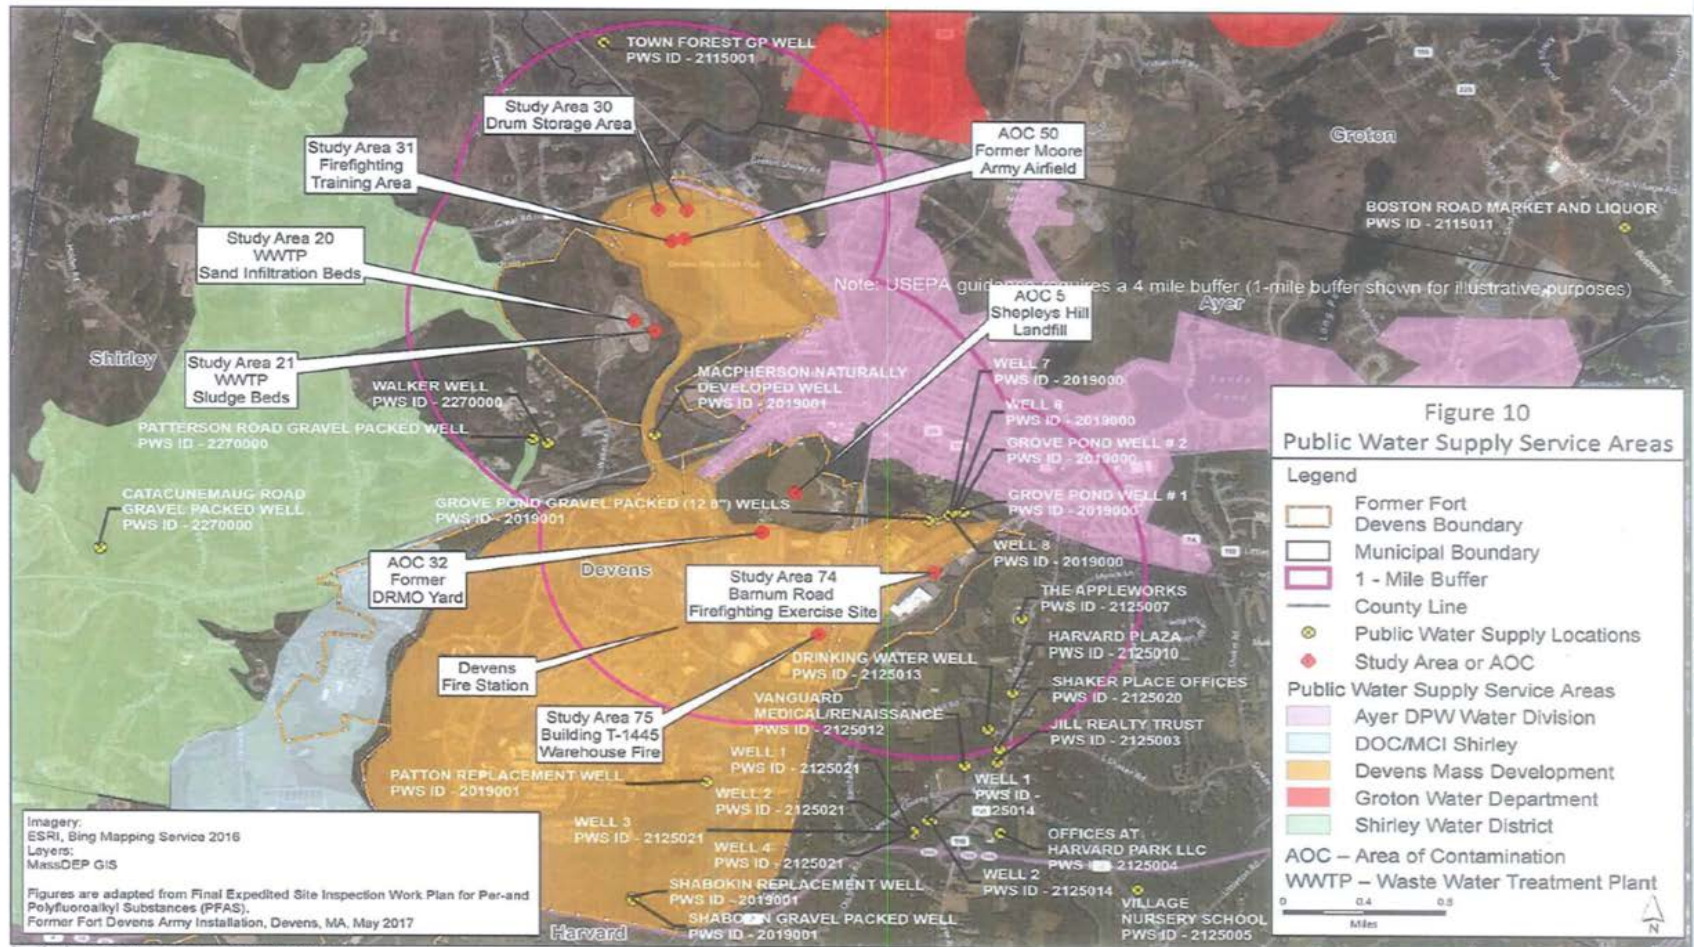 TOWN FOREST GP WELL
PWS ID - 2115001
Study Area 30
Drum Storage Area
Study Area 31
Firefighting
Training Area
AOC 50
Former Moore
Army Airfield
Groton
BOSTON ROAD MARKET AND LIQUOR
PWS ID - 2115011
Study Area 20
WWTP
Sand Infiltration Beds
Note: USEPA guidance requires a 4 mile buffer (1-mile buffer shown for illustrative purposes)
AOC 5
Shepleys Hill
Landfill
Ayer
Shirley
Study Area 21
WWTP
Sludge Beds
WALKER WELL
PWS ID - 2270000
MACPHERSON NATURALLY
DEVELOPED WELL
PWS ID - 2019001
WELL 7
PWS ID - 2019000
WELL 6
PWS ID - 2019000
PATTERSON ROAD GRAVEL PACKED WELL
PWS ID - 2270000
GROVE POND WELL # 2
PWS ID - 2019000
CATACUNEMAUG ROAD
GRAVEL PACKED WELL
PWS ID - 2270000
GROVE POND GRAVEL PACKED (12 8") WELLS
PWS ID - 2019001
GROVE POND WELL # 1
PWS ID - 2019000
WELL 8
PWS ID - 2019000
AOC 32
Former
DRMO Yard
Devens
Study Area 74
Barnum Road
Firefighting Exercise Site
THE APPLEWORKS
PWS ID - 2125007
HARVARD PLAZA
PWS ID - 2125010
Devens
Fire Station
DRINKING WATER WELL
PWS ID - 2125013
SHAKER PLACE OFFICES
PWS ID - 2125020
Study Area 75
Building T-1445
Warehouse Fire
VANGUARD
MEDICAL/RENAISSANCE
PWS ID - 2125012
JILL REALTY TRUST
PWS ID - 2125003
WELL 1
PWS ID - 2125021
PATTON REPLACEMENT WELL
PWS ID - 2019001
WELL 1
PWS ID -
25014
WELL 2
PWS ID - 2125021
WELL 3
PWS ID - 2125021
WELL 4
PWS ID - 2125021
OFFICES AT
HARVARD PARK LLC
PWS 2125004
WELL 2
PWS ID - 2125014
SHABOKIN REPLACEMENT WELL
PWS ID - 2019001
SHABOKIN GRAVEL PACKED WELL
PWS ID - 2019001
VILLAGE
NURSERY SCHOOL
PWS ID - 2125005
Harvard
Imagery:
ESRI, Bing Mapping Service 2016
Layers:
MassDEP GIS
Figures are adapted from Final Expedited Site Inspection Work Plan for Per-and
Polyfluoroalkyl Substances (PFAS),
Former Fort Devens Army Installation, Devens, MA, May 2017
Figure 10
Public Water Supply Service Areas
Legend
Former Fort
Devens Boundary
Municipal Boundary
1 - Mile Buffer
County Line
Public Water Supply Locations
Study Area or AOC
Public Water Supply Service Areas
Ayer DPW Water Division
DOC/MCI Shirley
Devens Mass Development
Groton Water Department
Shirley Water District
AOC – Area of Contamination
WWTP – Waste Water Treatment Plant
0 0.4 0.8
Miles
N